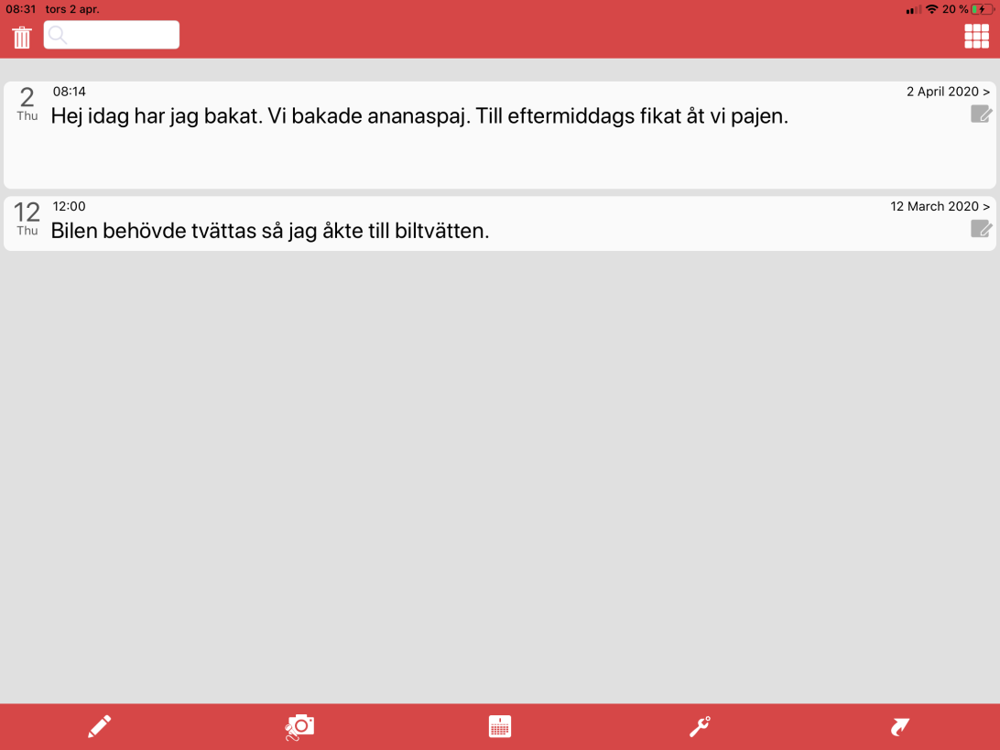 08:31 tors 2 apr. 20 %
2 08:14 2 April 2020 >
Thu Hej idag har jag bakat. Vi bakade ananaspaj. Till eftermiddags fikat åt vi pajen.
12 12:00 12 March 2020 >
Thu Bilen behövde tvättas så jag åkte till biltvätten.